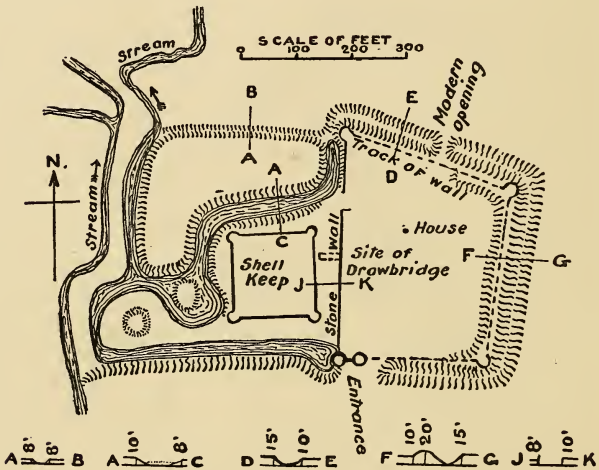 Stream
SCALE OF FEET
0 100 200 300
B
A
A
C
E
D
Modern opening
Track of wall
N.
Stream
House
Shell
Keep
J
K
Wall
Stone
Site of
Drawbridge
F
G
Entrance
A 8' 8' B
A 10' 8' C
D 15' 10' E
F 10' 20' 15' G
J 8' 10' K